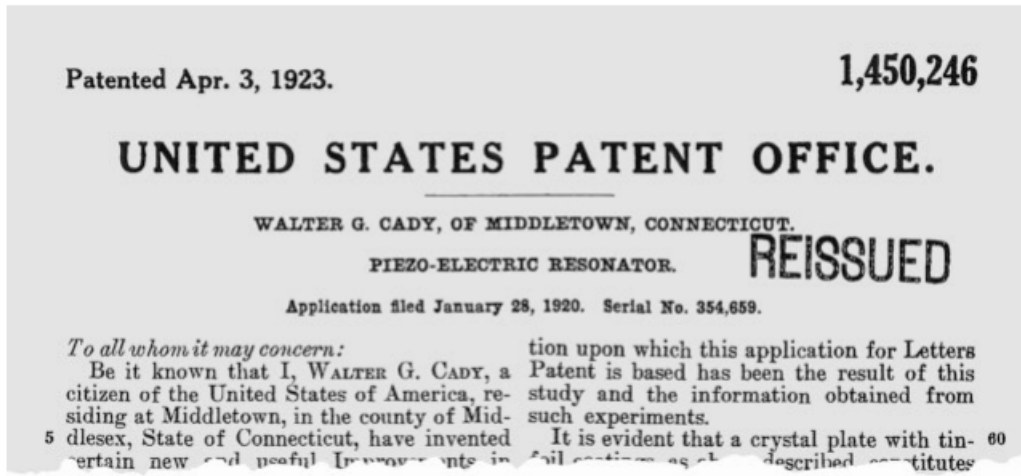 Patented Apr. 3, 1923.
1,450,246
UNITED STATES PATENT OFFICE.
WALTER G. CADY, OF MIDDLETOWN, CONNECTICUT.
REISSUED
PIEZO-ELECTRIC RESONATOR.
Application filed January 28, 1920. Serial No. 354,659.
To all whom it may concern:
Be it known that I, WALTER G. CADY, a
citizen of the United States of America, re-
siding at Middletown, in the county of Mid-
5 dlesex, State of Connecticut, have invented
new useful in
tion upon which this application for Letters
Patent is based has been the result of this
study and the information obtained from
such experiments.
It is evident that a crystal plate with tin- 60
as described